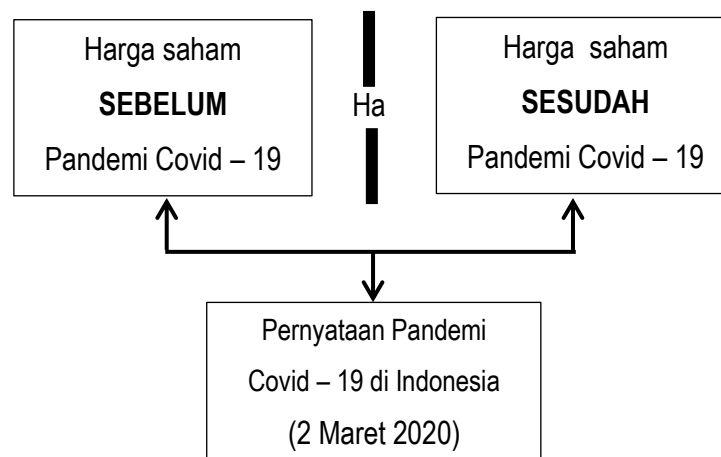 Harga saham
SEBELUM
Pandemi Covid – 19
Ha
Harga saham
SESUDAH
Pandemi Covid – 19
Pernyataan Pandemi
Covid – 19 di Indonesia
(2 Maret 2020)